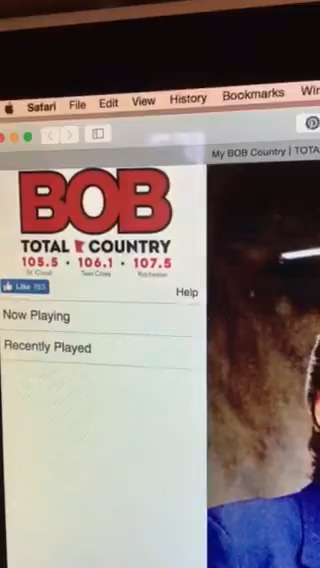 Safari File Edit View History Bookmarks
My BOB Country | TOTA
BOB
TOTAL COUNTRY
105.5 • 106.1 • 107.5
St. Cloud Twin Cities Rochester
Like 163
Help
Now Playing
Recently Played